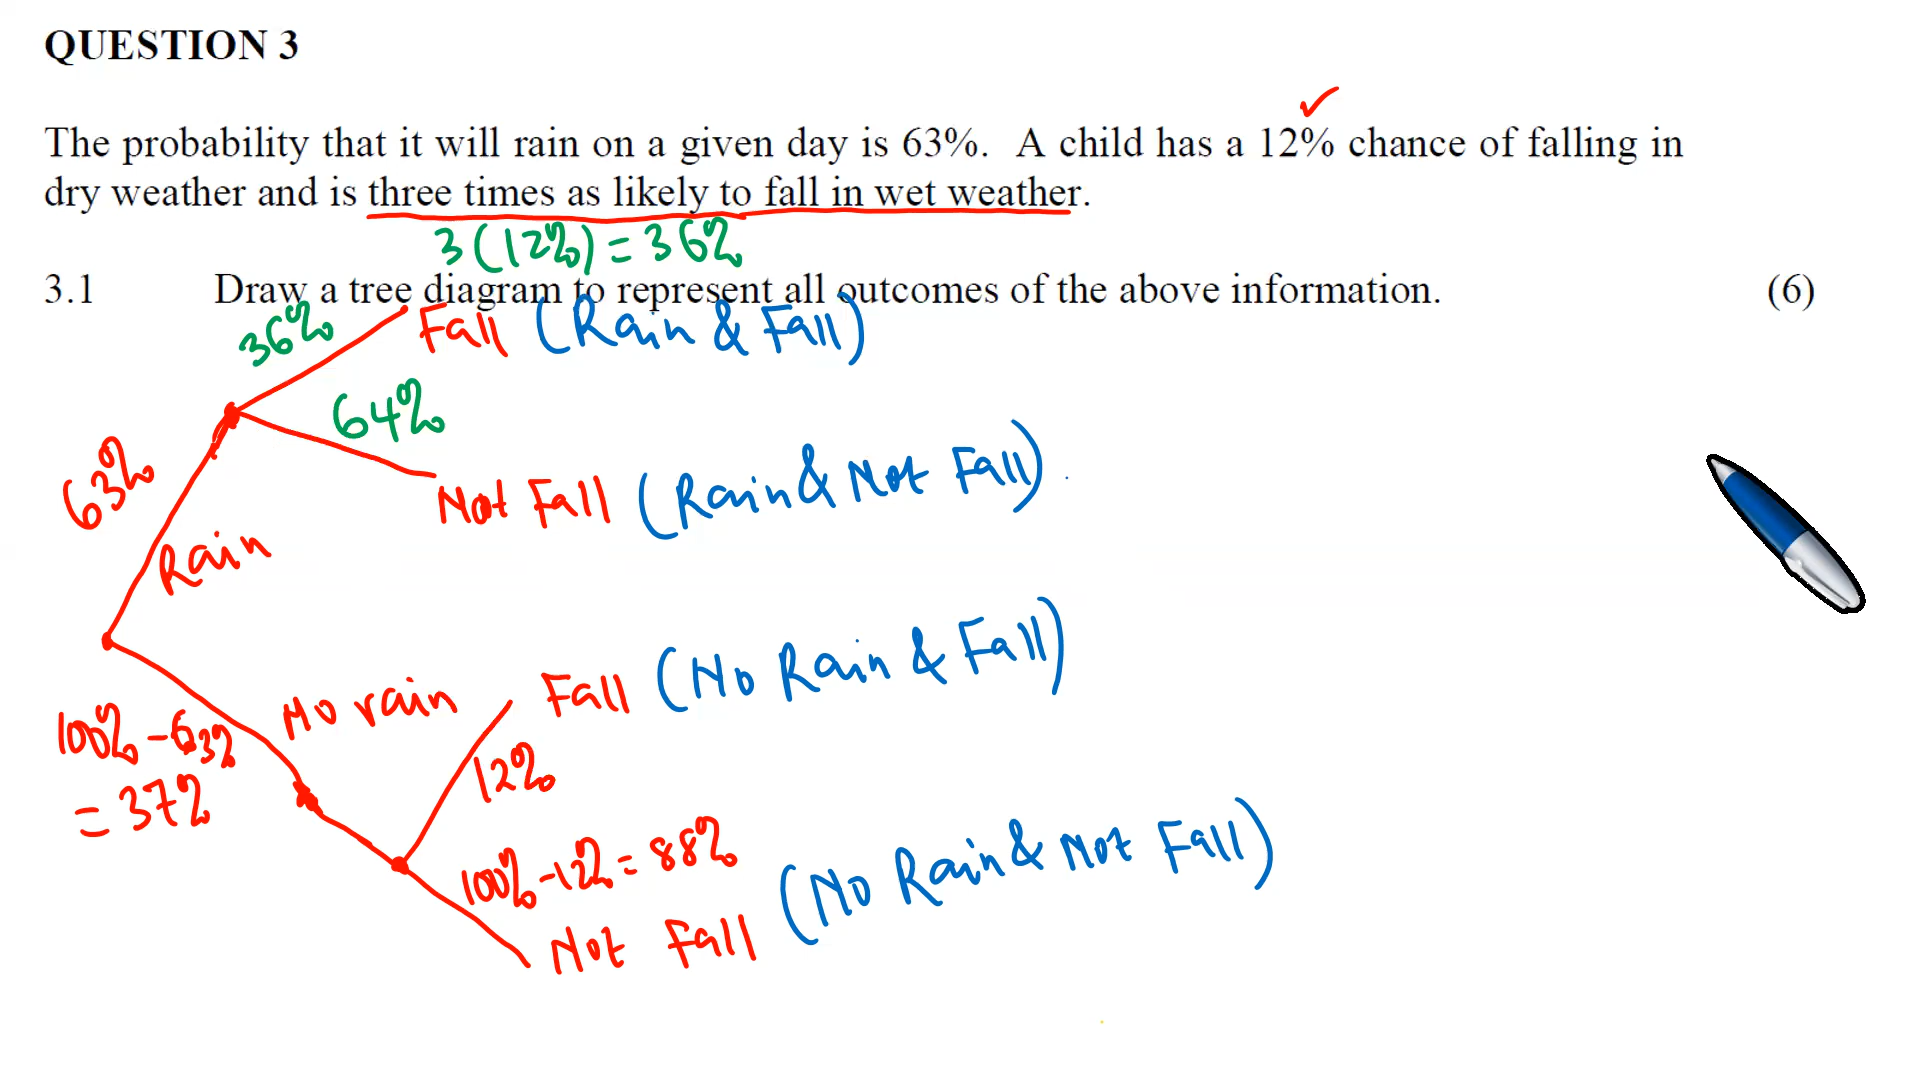 QUESTION 3
The probability that it will rain on a given day is 63%. A child has a 12% chance of falling in
dry weather and is three times as likely to fall in wet weather.
3(12%) = 36%
3.1 Draw a tree diagram to represent all outcomes of the above information. (6)
36% Fall (Rain & Fall)
64%
63% Not Fall (Rain & Not Fall)
Rain
No rain Fall (No Rain & Fall)
100% - 63%
= 37%
12%
100% - 12% = 88%
Not Fall (No Rain & Not Fall)